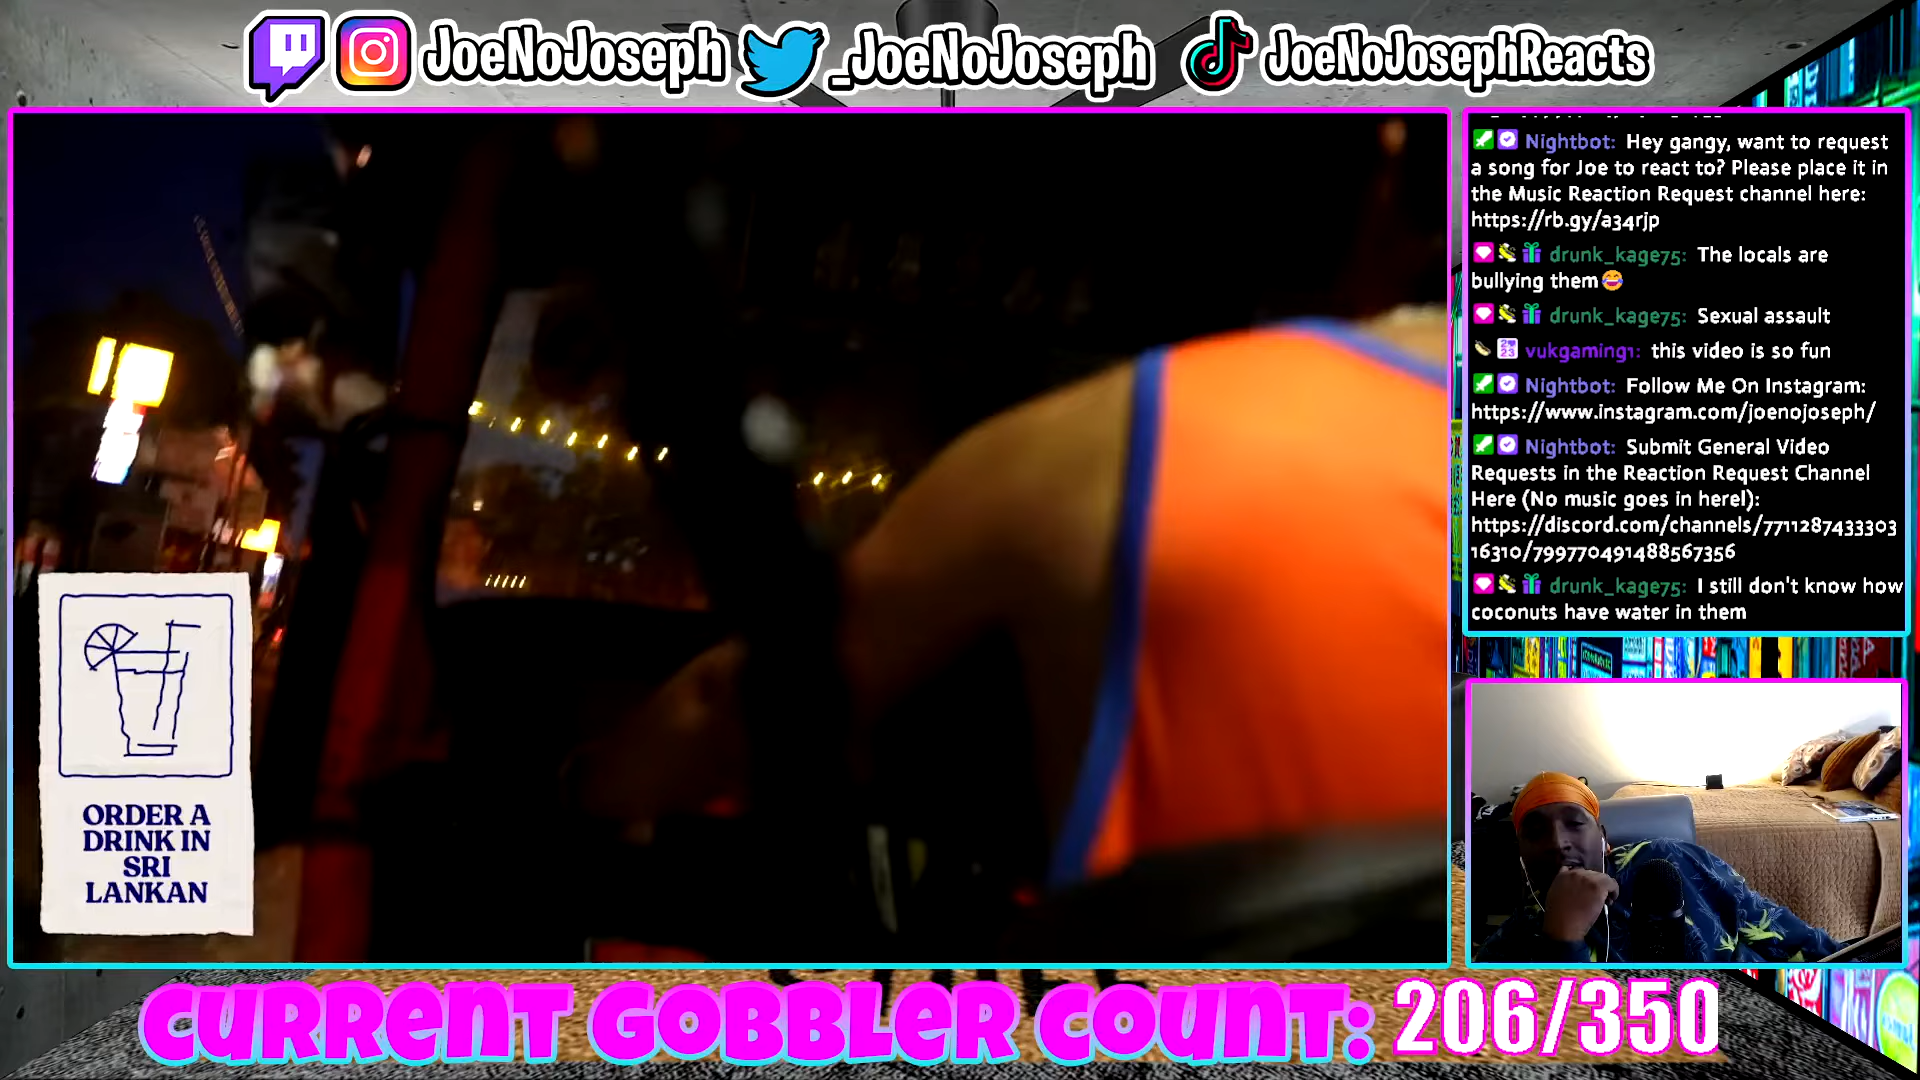 JoeNoJoseph _JoeNoJoseph JoeNoJosephReacts
Nightbot: Hey gangy, want to request
a song for Joe to react to? Please place it in
the Music Reaction Request channel here:
https://rb.gy/a34rjp
drunk_kage75: The locals are
bullying them😂
drunk_kage75: Sexual assault
vukgaming1: this video is so fun
Nightbot: Follow Me On Instagram:
https://www.instagram.com/joenojoseph/
Nightbot: Submit General Video
Requests in the Reaction Request Channel
Here (No music goes in here!):
https://discord.com/channels/7711287433303
16310/799770491488567356
drunk_kage75: I still don't know how
coconuts have water in them
ORDER A
DRINK IN
SRI
LANKAN
CURRENT GOBBLER COUNT: 206/350